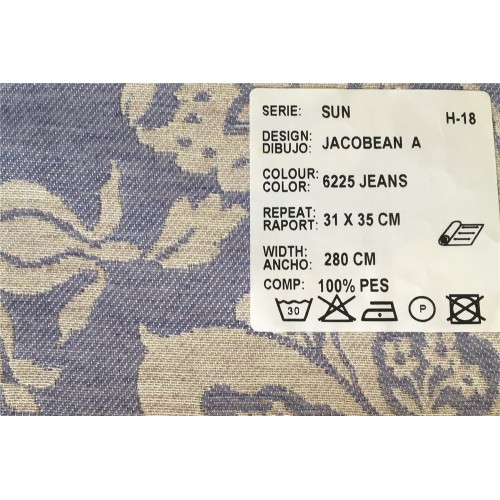 SERIE: SUN H-18
DESIGN:
DIBUJO: JACOBEAN A
COLOUR:
COLOR: 6225 JEANS
REPEAT:
RAPORT: 31 X 35 CM
WIDTH:
ANCHO: 280 CM
COMP: 100% PES
30 P